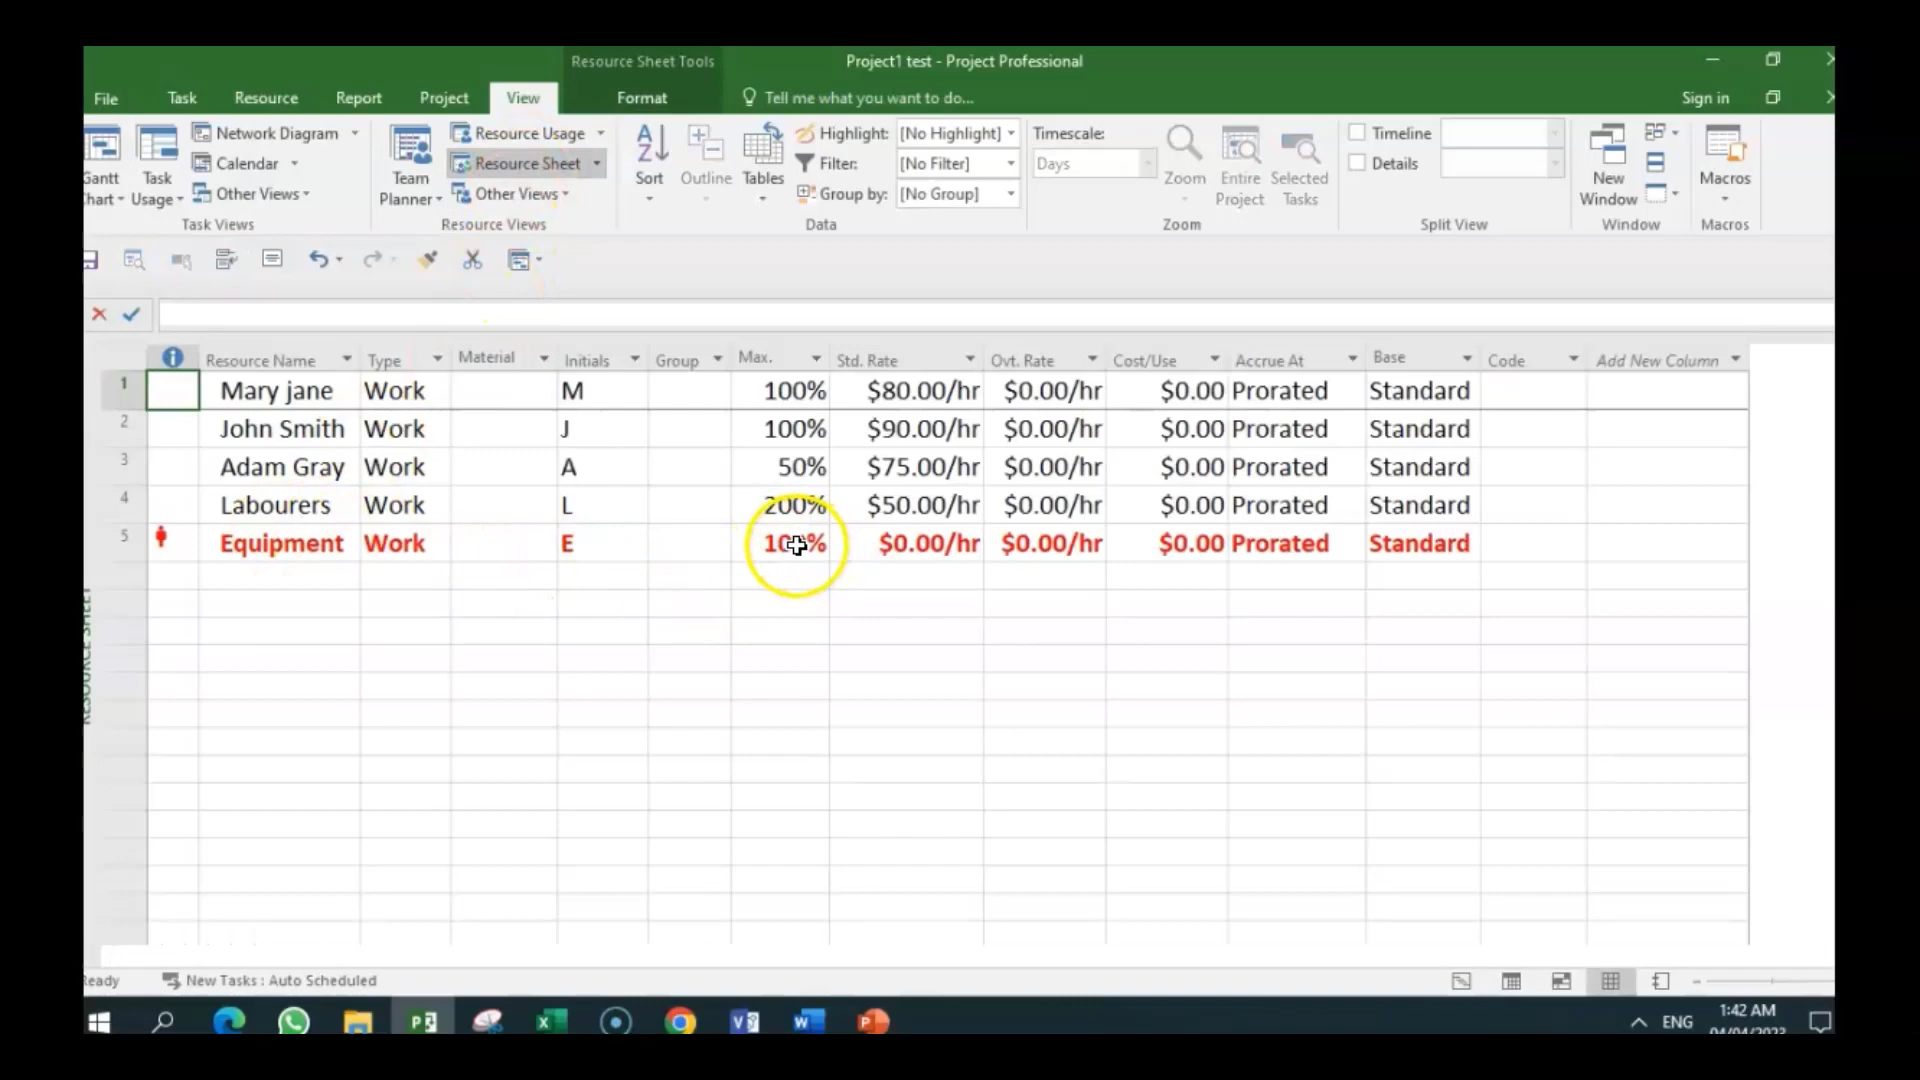 Resource Sheet Tools
Project1 test - Project Professional
File Task Resource Report Project View Format Tell me what you want to do... Sign in
Network Diagram
Calendar
Other Views
Gantt Chart
Task Usage
Task Views
Team Planner
Resource Usage
Resource Sheet
Other Views
Resource Views
Sort
Outline
Tables
Highlight: [No Highlight]
Filter: [No Filter]
Group by: [No Group]
Data
Timescale:
Days
Zoom
Entire Project
Selected Tasks
Zoom
Timeline
Details
Split View
New Window
Window
Macros
Macros
Resource Name Type Material Initials Group Max. Std. Rate Ovt. Rate Cost/Use Accrue At Base Code Add New Column
1 Mary jane Work M 100% $80.00/hr $0.00/hr $0.00 Prorated Standard
2 John Smith Work J 100% $90.00/hr $0.00/hr $0.00 Prorated Standard
3 Adam Gray Work A 50% $75.00/hr $0.00/hr $0.00 Prorated Standard
4 Labourers Work L 200% $50.00/hr $0.00/hr $0.00 Prorated Standard
5 Equipment Work E 100% $0.00/hr $0.00/hr $0.00 Prorated Standard
RESOURCE SHEET
Ready New Tasks : Auto Scheduled
ENG
1:42 AM
04/04/2023